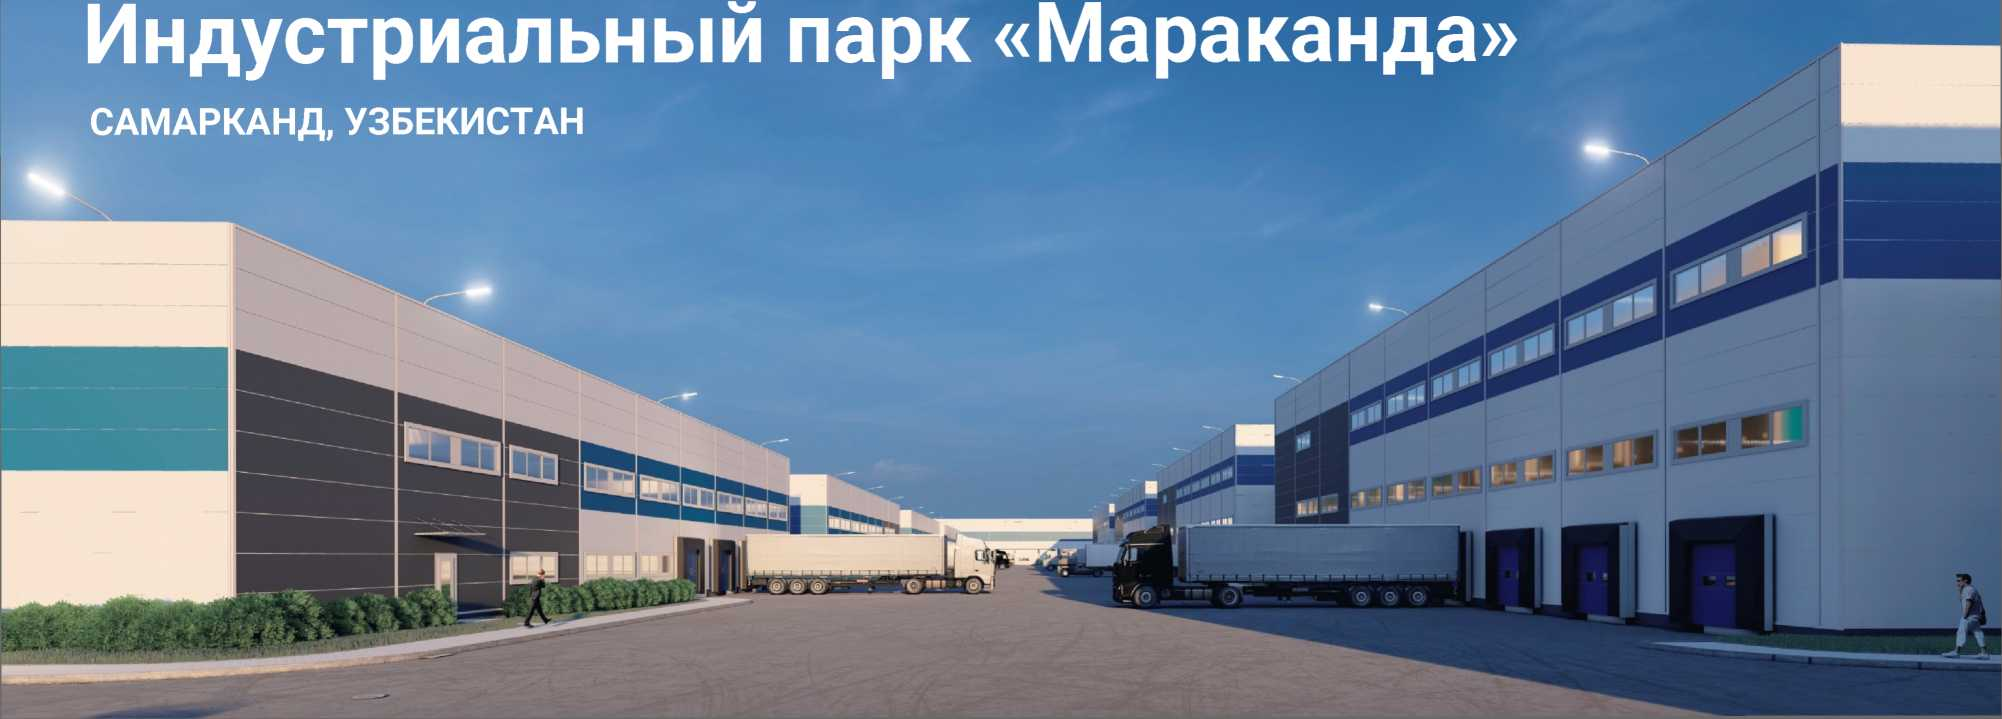 Индустриальный парк «Мараканда»
САМАРКАНД, УЗБЕКИСТАН